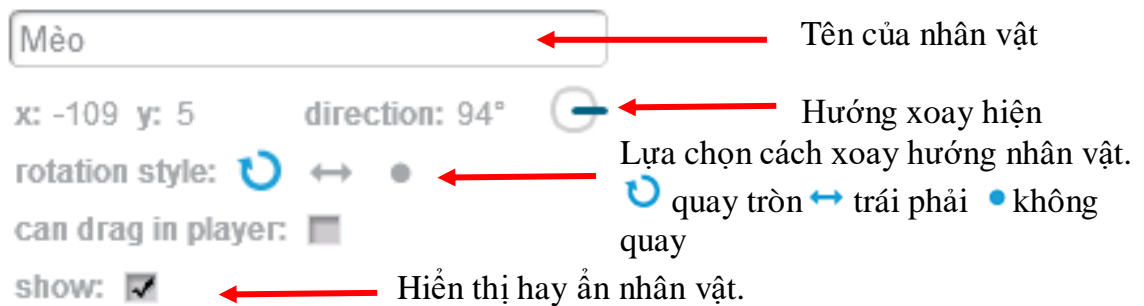 Mèo
Tên của nhân vật
x: -109 y: 5 direction: 94°
Hướng xoay hiện
Lựa chọn cách xoay hướng nhân vật.
rotation style:
quay tròn trái phải không
quay
can drag in player:
show:
Hiển thị hay ẩn nhân vật.